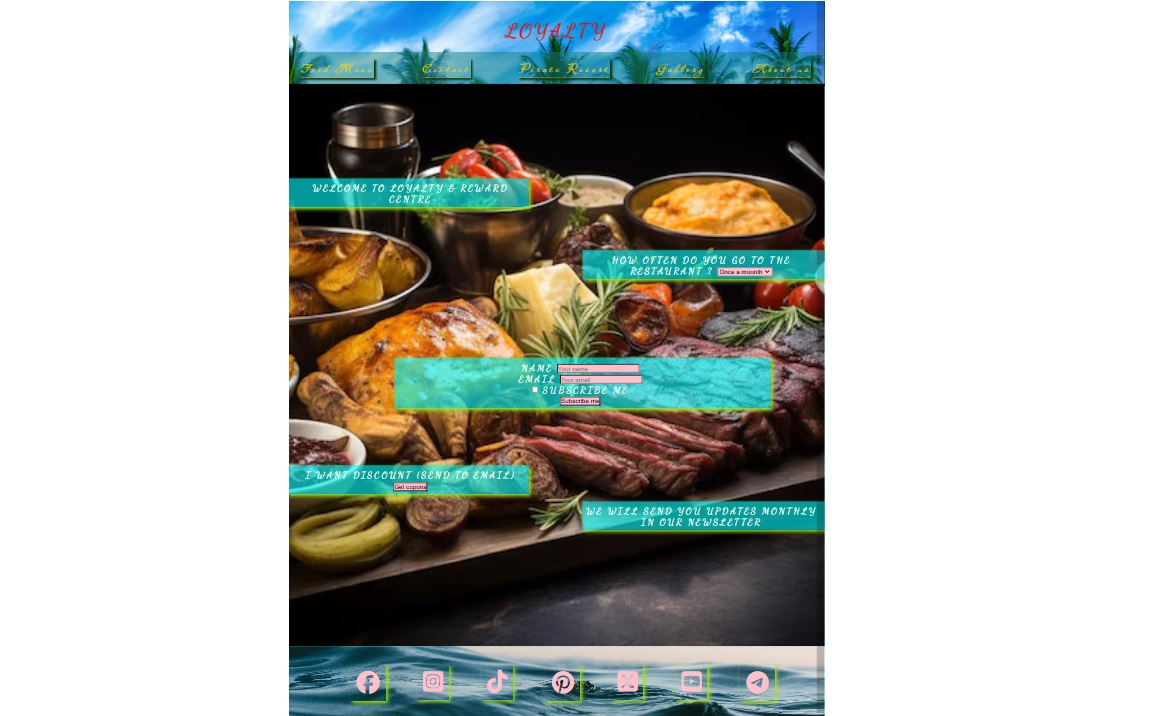 LOYALTY
Food Menu Contact Pirate Resort Gallery About us
WELCOME TO LOYALTY & REWARD
CENTRE
HOW OFTEN DO YOU GO TO THE
RESTAURANT ? Once a moonth
NAME Your name
EMAIL Your email
SUBSCRIBE ME
Subscribe me
I WANT DISCOUNT (SEND TO EMAIL)
Get cupons
WE WILL SEND YOU UPDATES MONTHLY
IN OUR NEWSLETTER